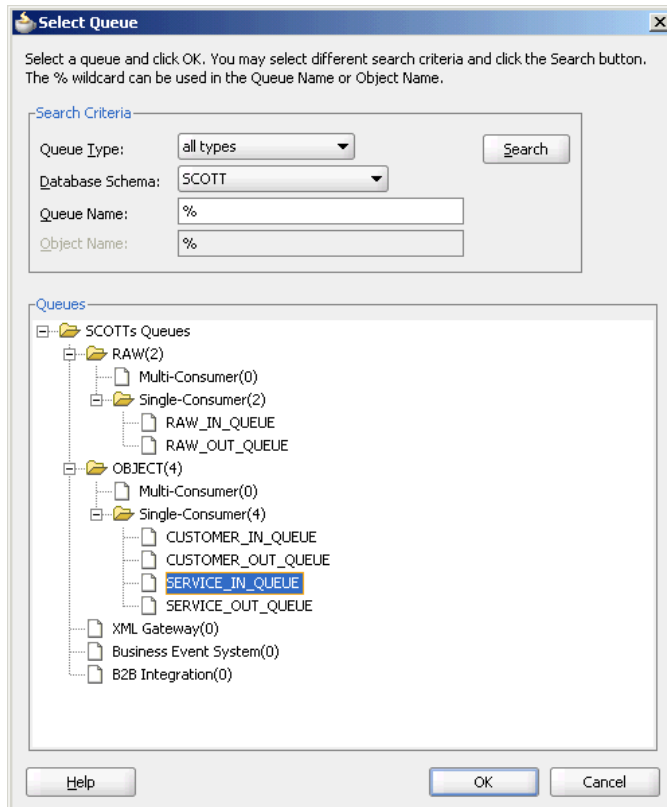 Select Queue
Select a queue and click OK. You may select different search criteria and click the Search button.
The % wildcard can be used in the Queue Name or Object Name.
Search Criteria
Queue Type: all types Search
Database Schema: SCOTT
Queue Name: %
Object Name: %
Queues
SCOTTs Queues
RAW(2)
Multi-Consumer(0)
Single-Consumer(2)
RAW_IN_QUEUE
RAW_OUT_QUEUE
OBJECT(4)
Multi-Consumer(0)
Single-Consumer(4)
CUSTOMER_IN_QUEUE
CUSTOMER_OUT_QUEUE
SERVICE_IN_QUEUE
SERVICE_OUT_QUEUE
XML Gateway(0)
Business Event System(0)
B2B Integration(0)
Help OK Cancel